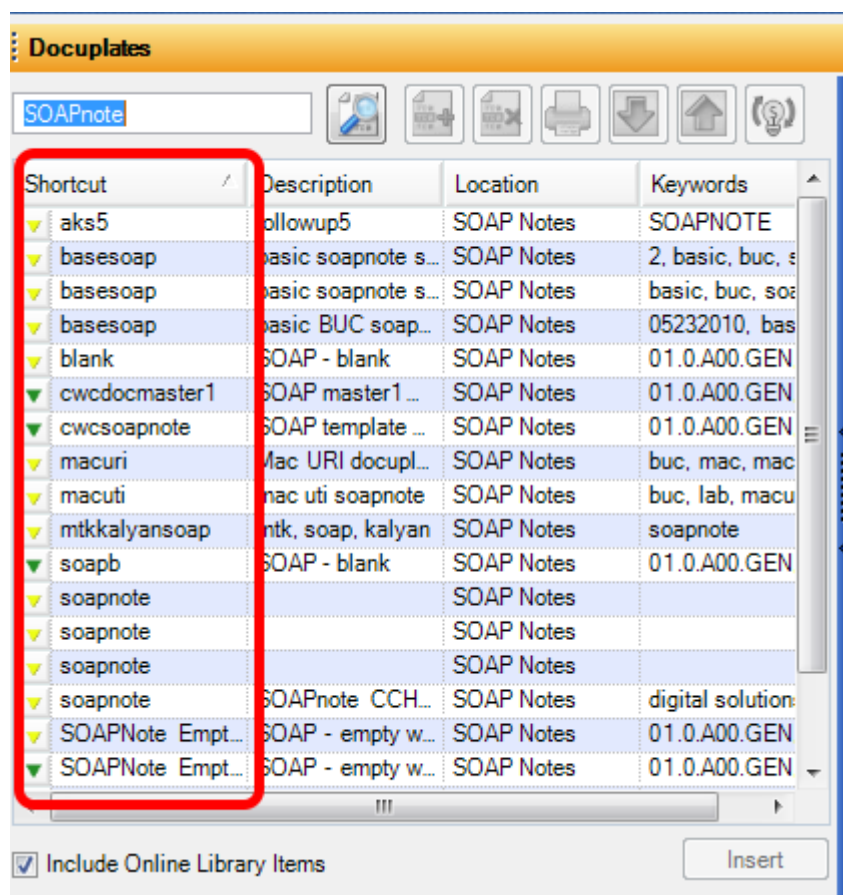 Docuplates
SOAPnote
Shortcut Description Location Keywords
aks5 ollowup5 SOAP Notes SOAPNOTE
basesoap basic soapnote s... SOAP Notes 2, basic, buc, s
basesoap basic soapnote s... SOAP Notes basic, buc, soa
basesoap basic BUC soap... SOAP Notes 05232010, bas
blank SOAP - blank SOAP Notes 01.0.A00.GEN
cwcdocmaster1 SOAP master1 ... SOAP Notes 01.0.A00.GEN
cwcsoapnote SOAP template ... SOAP Notes 01.0.A00.GEN
macuri Mac URI docupl... SOAP Notes buc, mac, mac
macuti mac uti soapnote SOAP Notes buc, lab, macu
mtkkalyansoap mtk, soap, kalyan SOAP Notes soapnote
soapb SOAP - blank SOAP Notes 01.0.A00.GEN
soapnote SOAP Notes
soapnote SOAP Notes
soapnote SOAP Notes
soapnote SOAPnote CCH... SOAP Notes digital solution
SOAPNote Empt... SOAP - empty w... SOAP Notes 01.0.A00.GEN
SOAPNote Empt... SOAP - empty w... SOAP Notes 01.0.A00.GEN
Include Online Library Items Insert